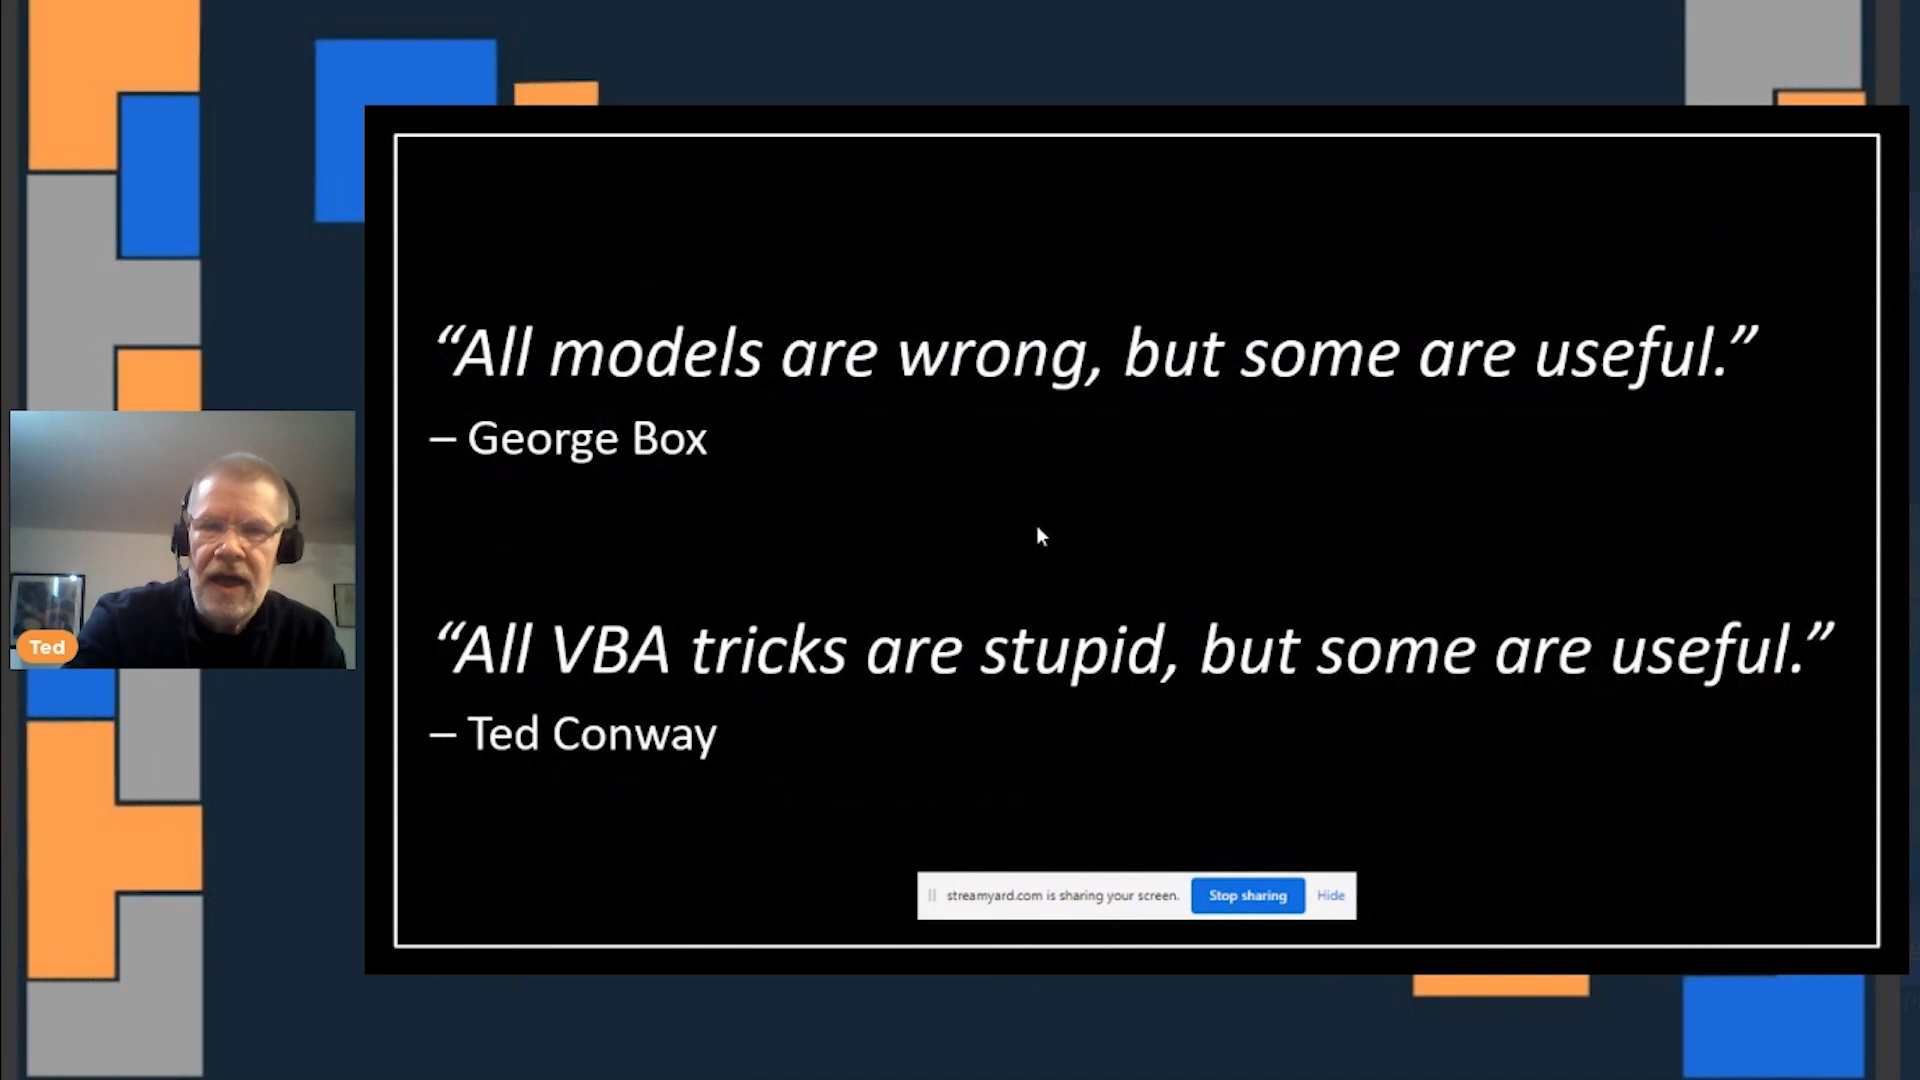 “All models are wrong, but some are useful.”
– George Box
“All VBA tricks are stupid, but some are useful.”
– Ted Conway
Ted
streamyard.com is sharing your screen. Stop sharing Hide